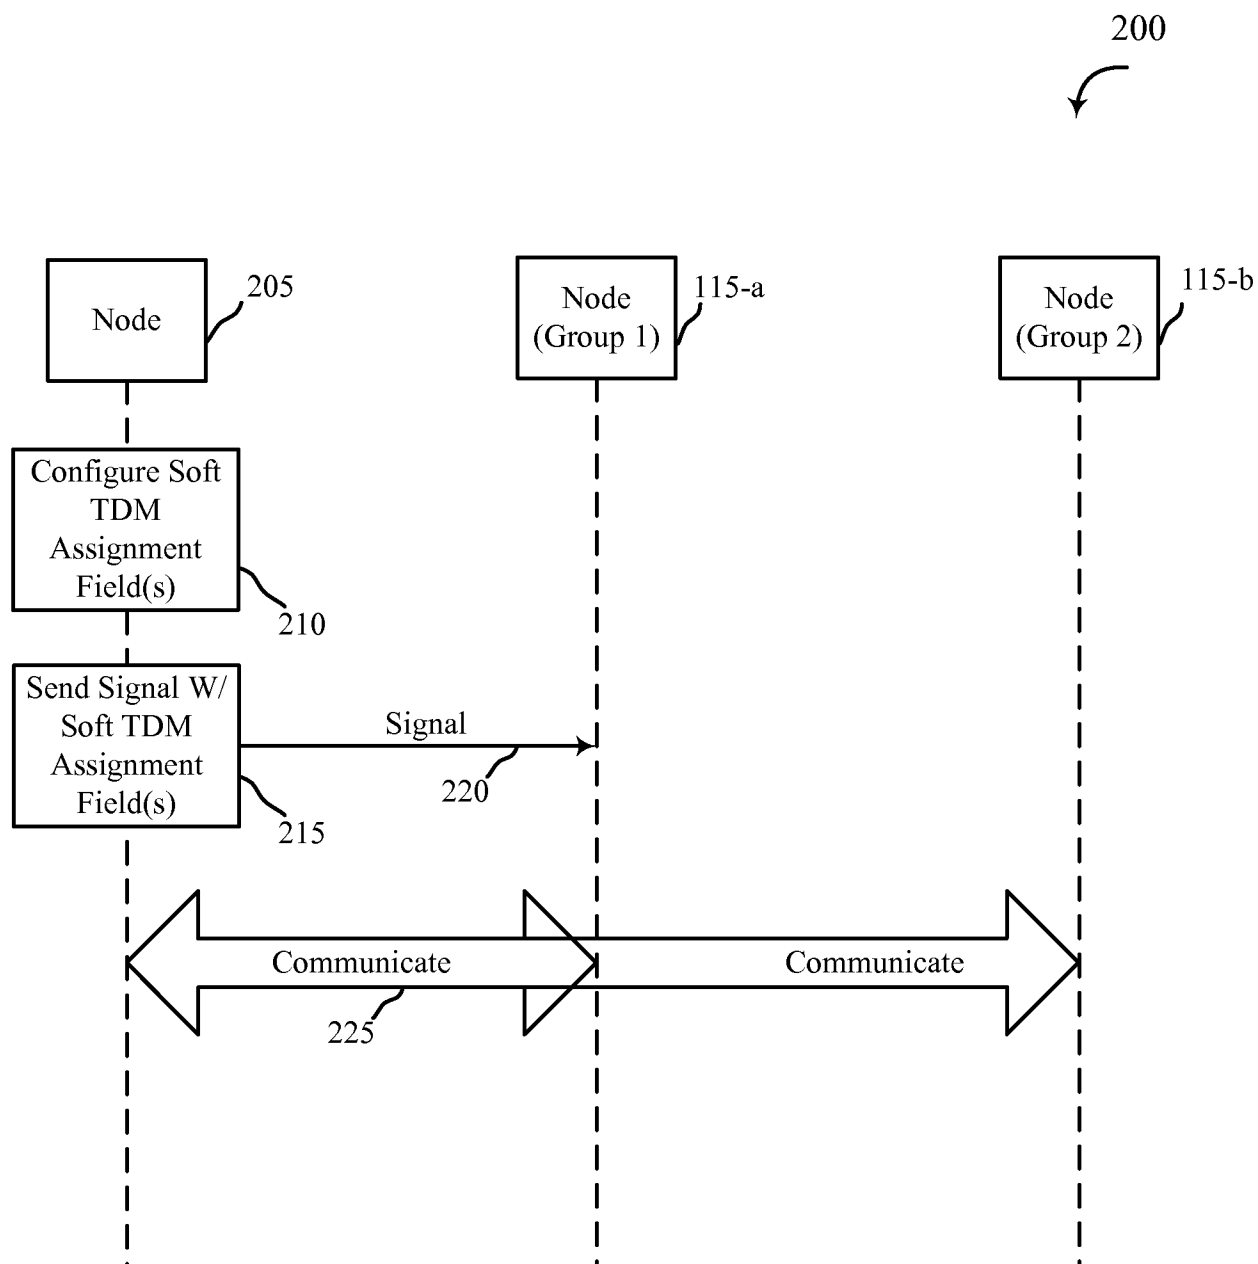 200
Node
205
Node
(Group 1)
115-a
Node
(Group 2)
115-b
Configure Soft
TDM
Assignment
Field(s)
210
Send Signal W/
Soft TDM
Assignment
Field(s)
215
Signal
220
Communicate
225
Communicate